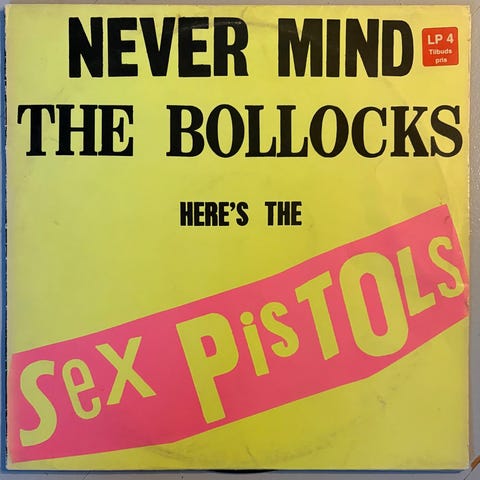 NEVER MIND
LP 4
Tilbuds
pris
THE BOLLOCKS
HERE'S THE
Sex PisTOLS